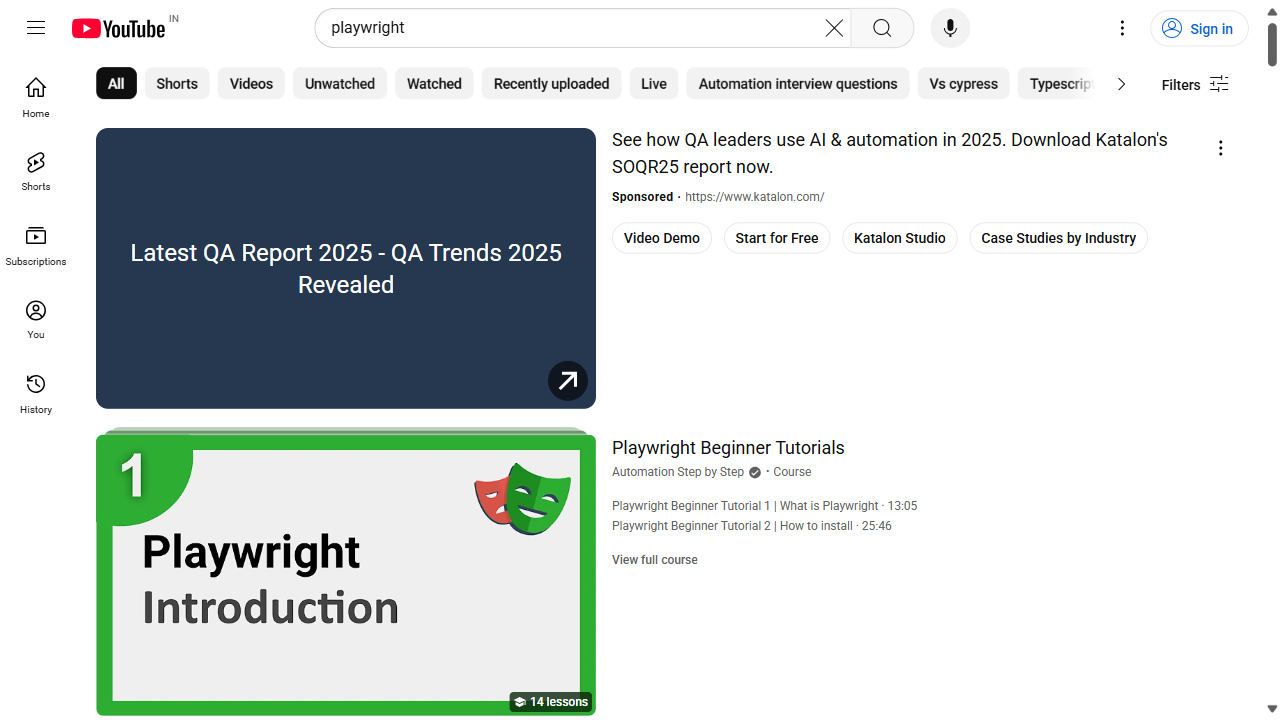 YouTube IN
playwright
Sign in
All
Shorts
Videos
Unwatched
Watched
Recently uploaded
Live
Automation interview questions
Vs cypress
Typescrip
Filters
Home
Shorts
Subscriptions
You
History
Latest QA Report 2025 - QA Trends 2025
Revealed
See how QA leaders use AI & automation in 2025. Download Katalon's
SOQR25 report now.
Sponsored · https://www.katalon.com/
Video Demo
Start for Free
Katalon Studio
Case Studies by Industry
1
Playwright
Introduction
14 lessons
Playwright Beginner Tutorials
Automation Step by Step · Course
Playwright Beginner Tutorial 1 | What is Playwright · 13:05
Playwright Beginner Tutorial 2 | How to install · 25:46
View full course